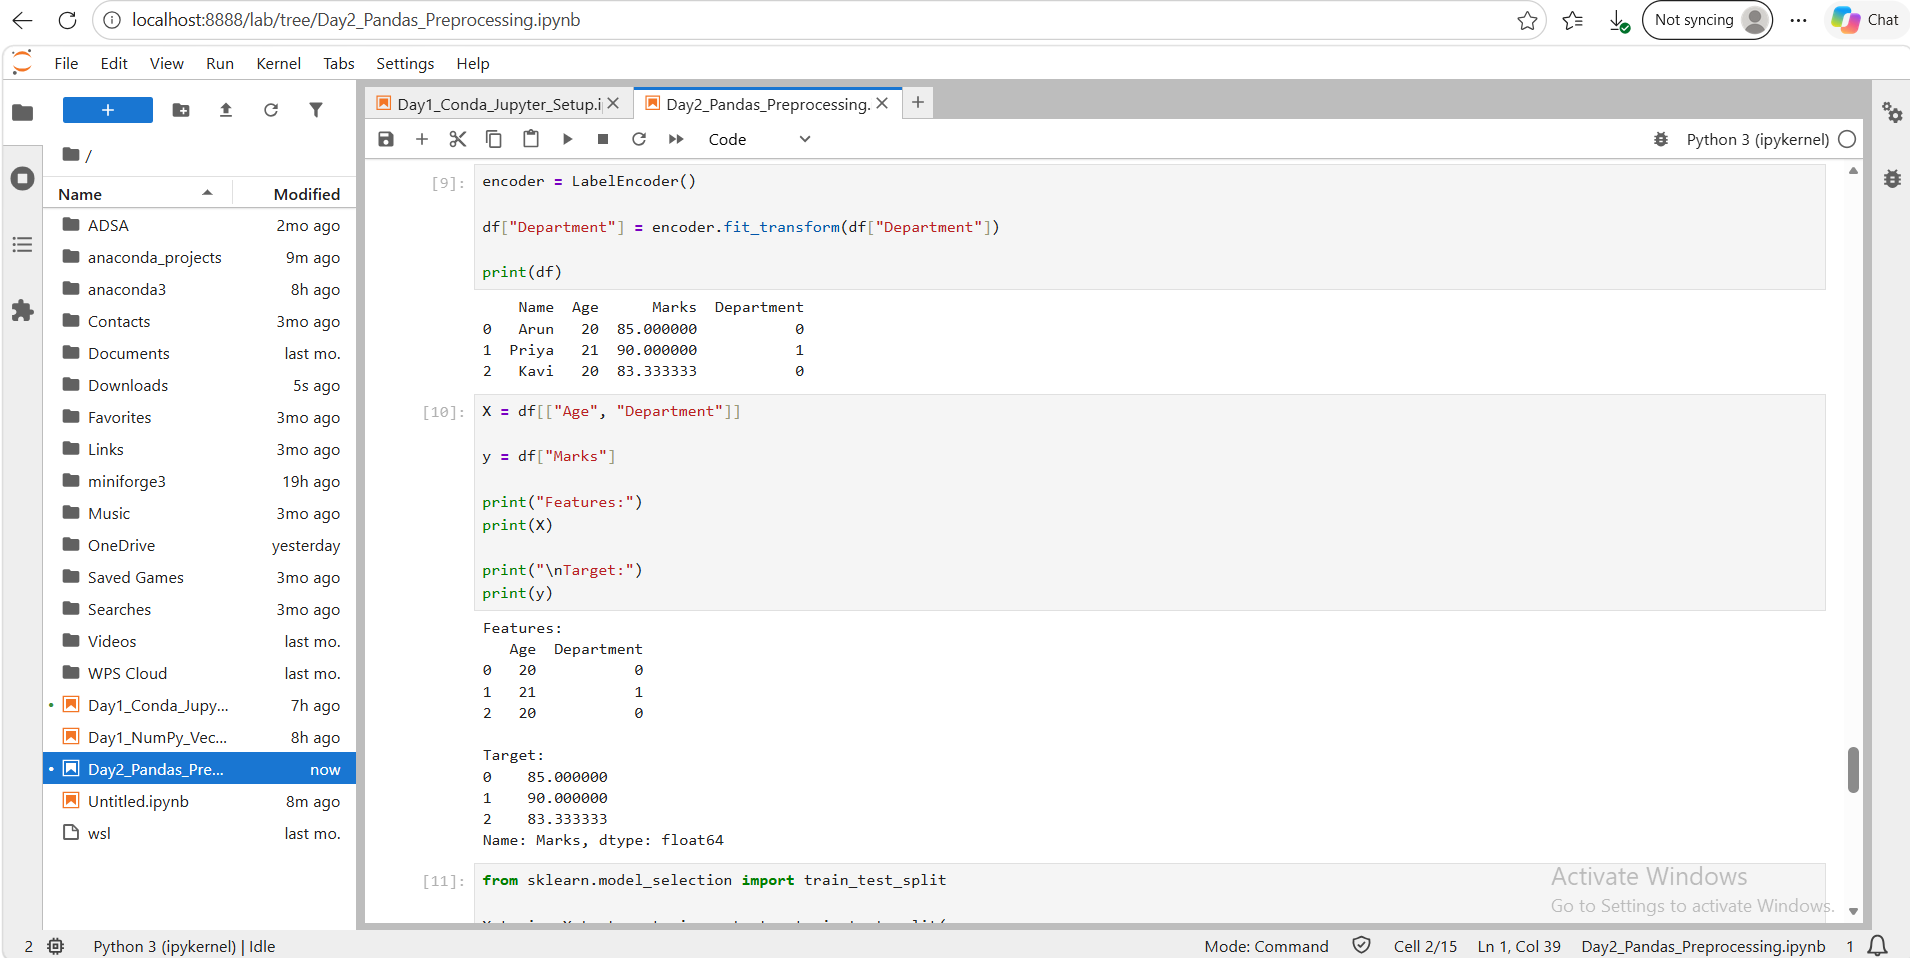 localhost:8888/lab/tree/Day2_Pandas_Preprocessing.ipynb
Not syncing
Chat
File Edit View Run Kernel Tabs Settings Help
Day1_Conda_Jupyter_Setup.i
Day2_Pandas_Preprocessing.
Code
Python 3 (ipykernel)
/
Name Modified
ADSA 2mo ago
anaconda_projects 9m ago
anaconda3 8h ago
Contacts 3mo ago
Documents last mo.
Downloads 5s ago
Favorites 3mo ago
Links 3mo ago
miniforge3 19h ago
Music 3mo ago
OneDrive yesterday
Saved Games 3mo ago
Searches 3mo ago
Videos last mo.
WPS Cloud last mo.
Day1_Conda_Jupy... 7h ago
Day1_NumPy_Vec... 8h ago
Day2_Pandas_Pre... now
Untitled.ipynb 8m ago
wsl last mo.
[9]: encoder = LabelEncoder()
df["Department"] = encoder.fit_transform(df["Department"])
print(df)
Name Age Marks Department
0 Arun 20 85.000000 0
1 Priya 21 90.000000 1
2 Kavi 20 83.333333 0
[10]: X = df[["Age", "Department"]]
y = df["Marks"]
print("Features:")
print(X)
print("\nTarget:")
print(y)
Features:
Age Department
0 20 0
1 21 1
2 20 0
Target:
0 85.000000
1 90.000000
2 83.333333
Name: Marks, dtype: float64
[11]: from sklearn.model_selection import train_test_split
Activate Windows
Go to Settings to activate Windows.
2 Python 3 (ipykernel) | Idle
Mode: Command Cell 2/15 Ln 1, Col 39 Day2_Pandas_Preprocessing.ipynb 1